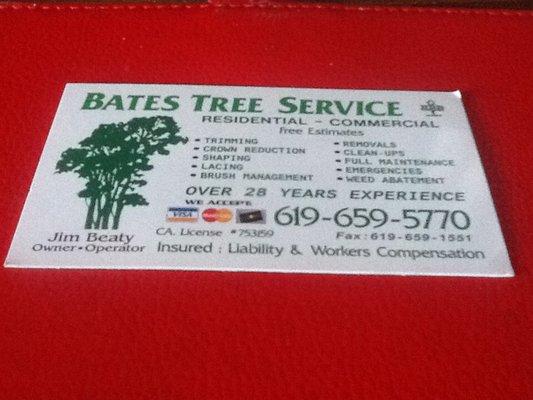 BATES TREE SERVICE
RESIDENTIAL - COMMERCIAL
Free Estimates
• TRIMMING
• CROWN REDUCTION
• SHAPING
• LACING
• BRUSH MANAGEMENT
• REMOVALS
• CLEAN-UPS
• FULL MAINTENANCE
• EMERGENCIES
• WEED ABATEMENT
OVER 28 YEARS EXPERIENCE
WE ACCEPT
VISA MasterCard
619-659-5770
Jim Beaty
Owner • Operator
CA. License #753159
Fax: 619-659-1551
Insured : Liability & Workers Compensation